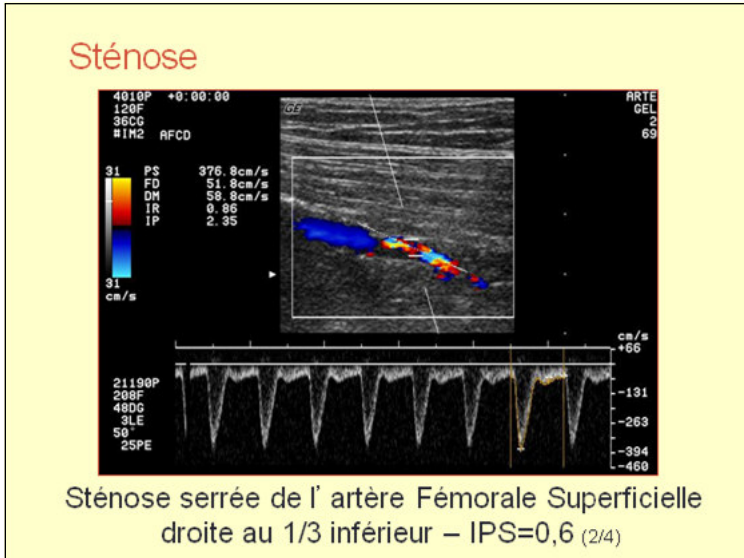 Sténose
4010P +0:00:00
120F
36CG
#IM2 AFCD
GE
ARTE
GEL
2
69
31
PS 376.8cm/s
FD 51.8cm/s
DM 58.8cm/s
IR 0.86
IP 2.35
31
cm/s
cm/s
+66
21190P
208F
48DG
3LE
50°
25PE
-131
-263
-394
-460
Sténose serrée de l’ artère Fémorale Superficielle
droite au 1/3 inférieur – IPS=0,6 (2/4)